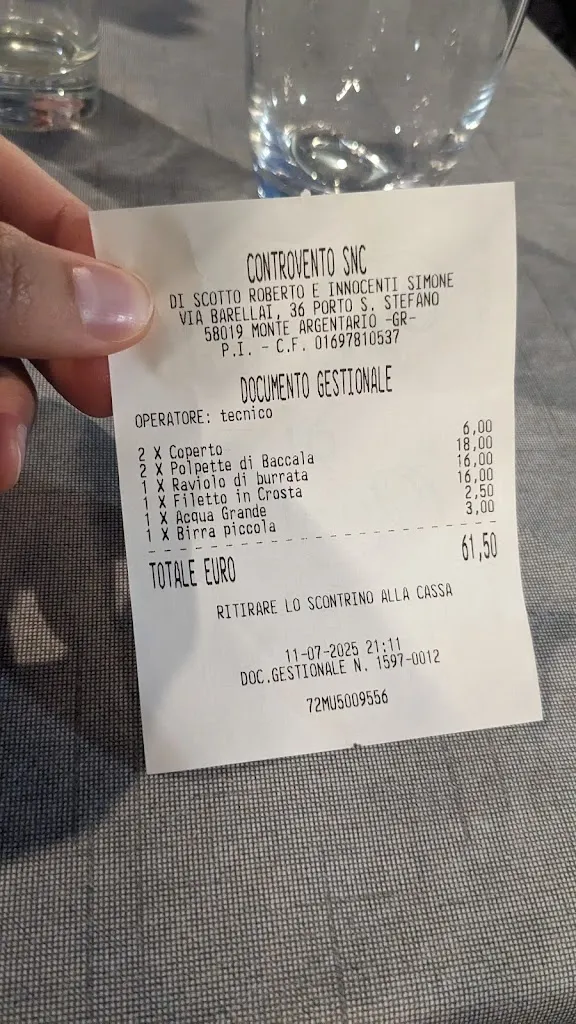 CONTROVENTO SNC
DI SCOTTO ROBERTO E INNOCENTI SIMONE
VIA BARELLAI, 36 PORTO S. STEFANO
58019 MONTE ARGENTARIO -GR-
P.I. - C.F. 01697810537
DOCUMENTO GESTIONALE
OPERATORE: tecnico
2 X Coperto 6,00
2 X Polpette di Baccala 18,00
1 X Raviolo di burrata 16,00
1 X Filetto in Crosta 16,00
1 X Acqua Grande 2,50
1 X Birra piccola 3,00
TOTALE EURO 61,50
RITIRARE LO SCONTRINO ALLA CASSA
11-07-2025 21:11
DOC.GESTIONALE N. 1597-0012
72MU5009556